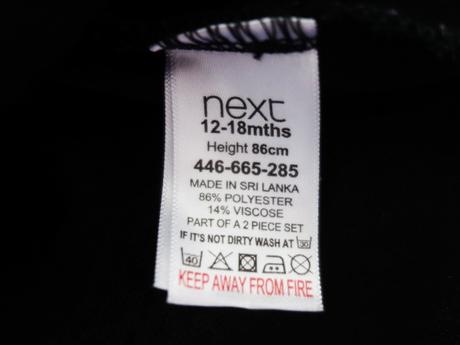 next
12-18mths
Height 86cm
446-665-285
MADE IN SRI LANKA
86% POLYESTER
14% VISCOSE
PART OF A 2 PIECE SET
IF IT'S NOT DIRTY WASH AT 30
40
KEEP AWAY FROM FIRE